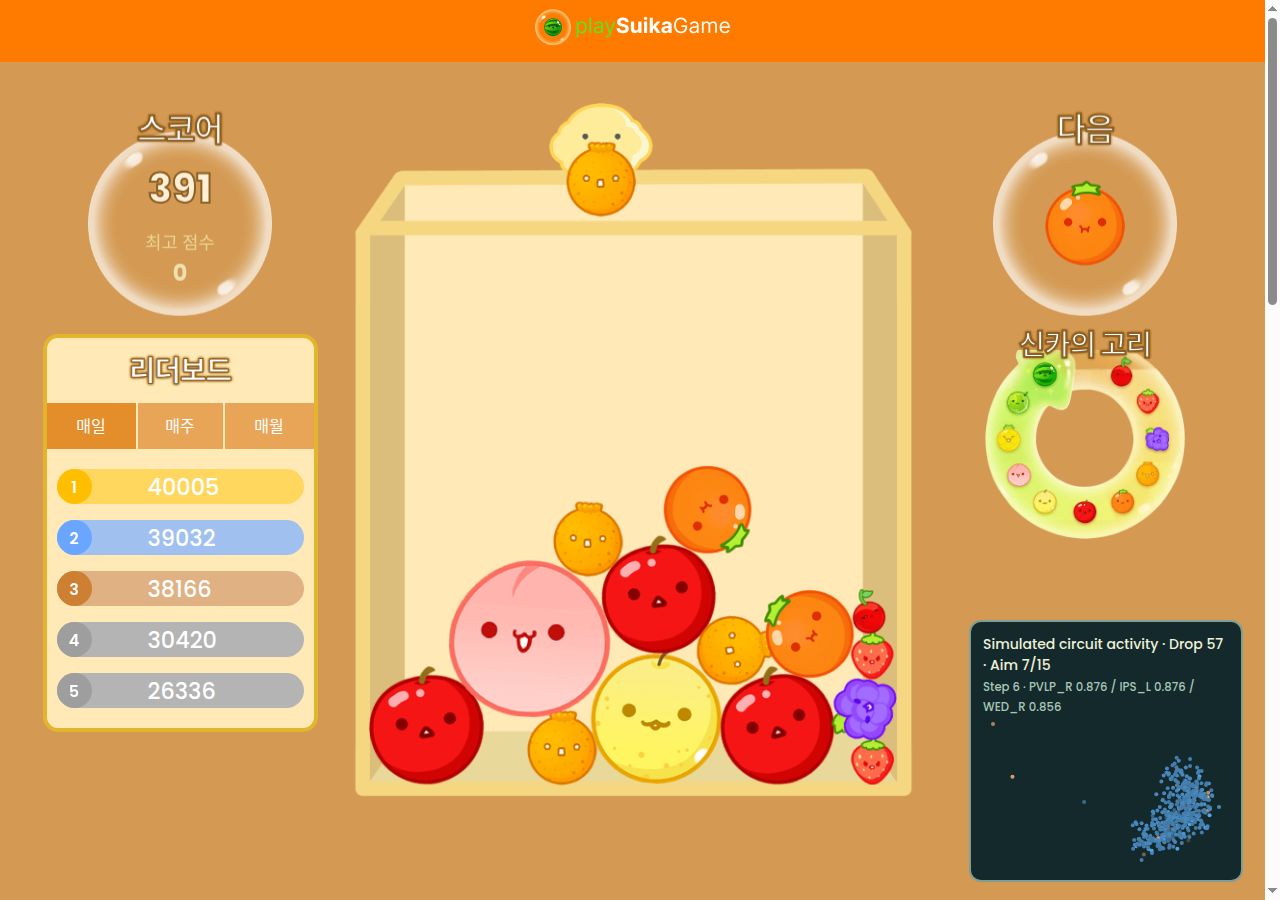 playSuikaGame
스코어
391
최고 점수
0
리더보드
매일
매주
매월
1 40005
2 39032
3 38166
4 30420
5 26336
다음
신카의 고리
Simulated circuit activity · Drop 57
· Aim 7/15
Step 6 · PVLP_R 0.876 / IPS_L 0.876 /
WED_R 0.856